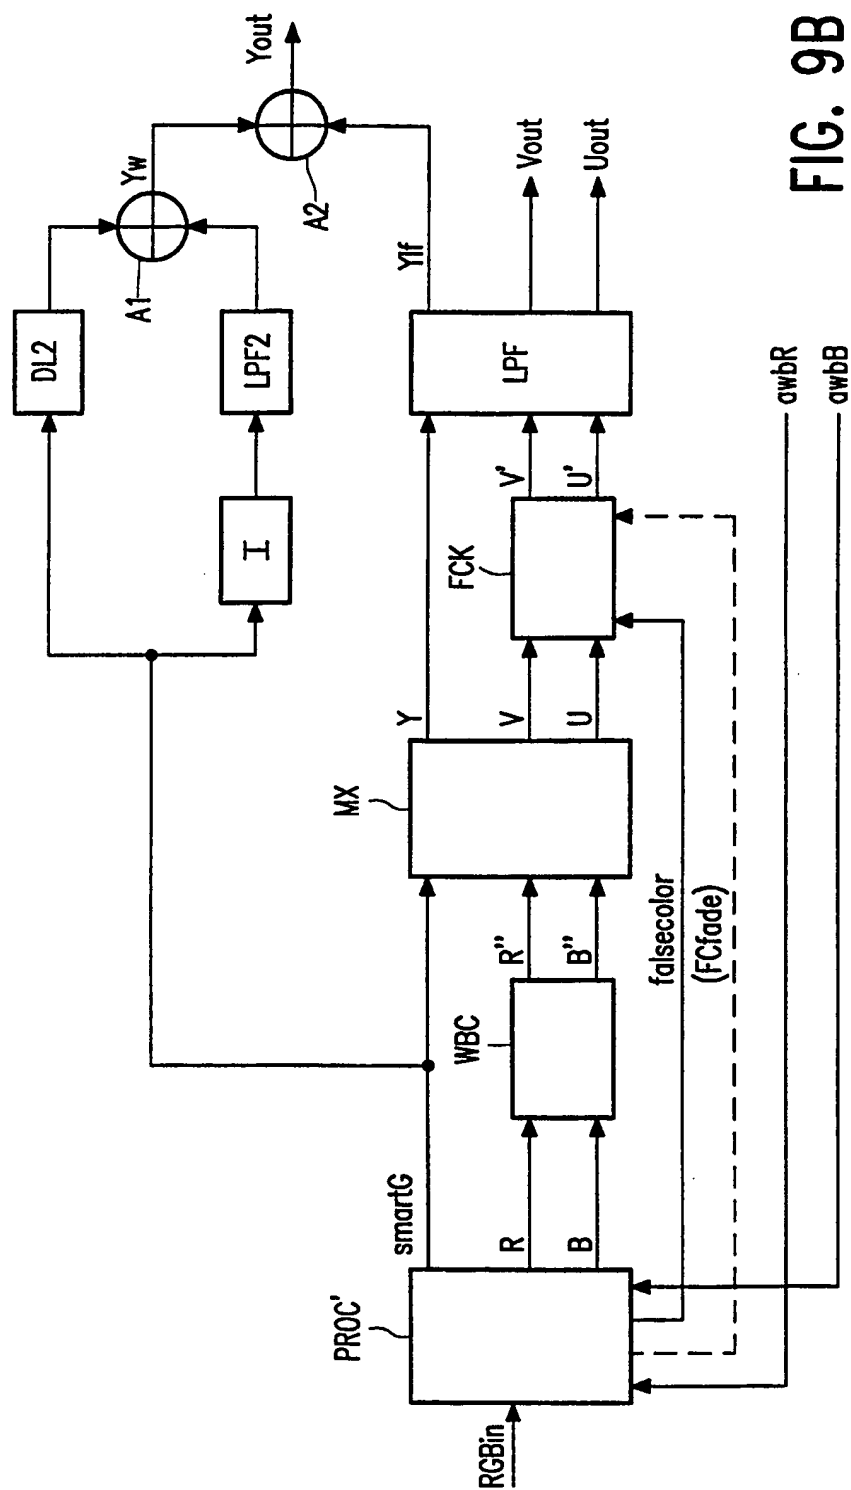 RGBin
PROC'
smartG
R
B
WBC
R"
B"
MX
Y
V
U
falsecolor
(FCfade)
FCK
V'
U'
LPF
Ylf
Vout
Uout
I
DL2
LPF2
A1
Yw
A2
Yout
awbR
awbB
FIG. 9B